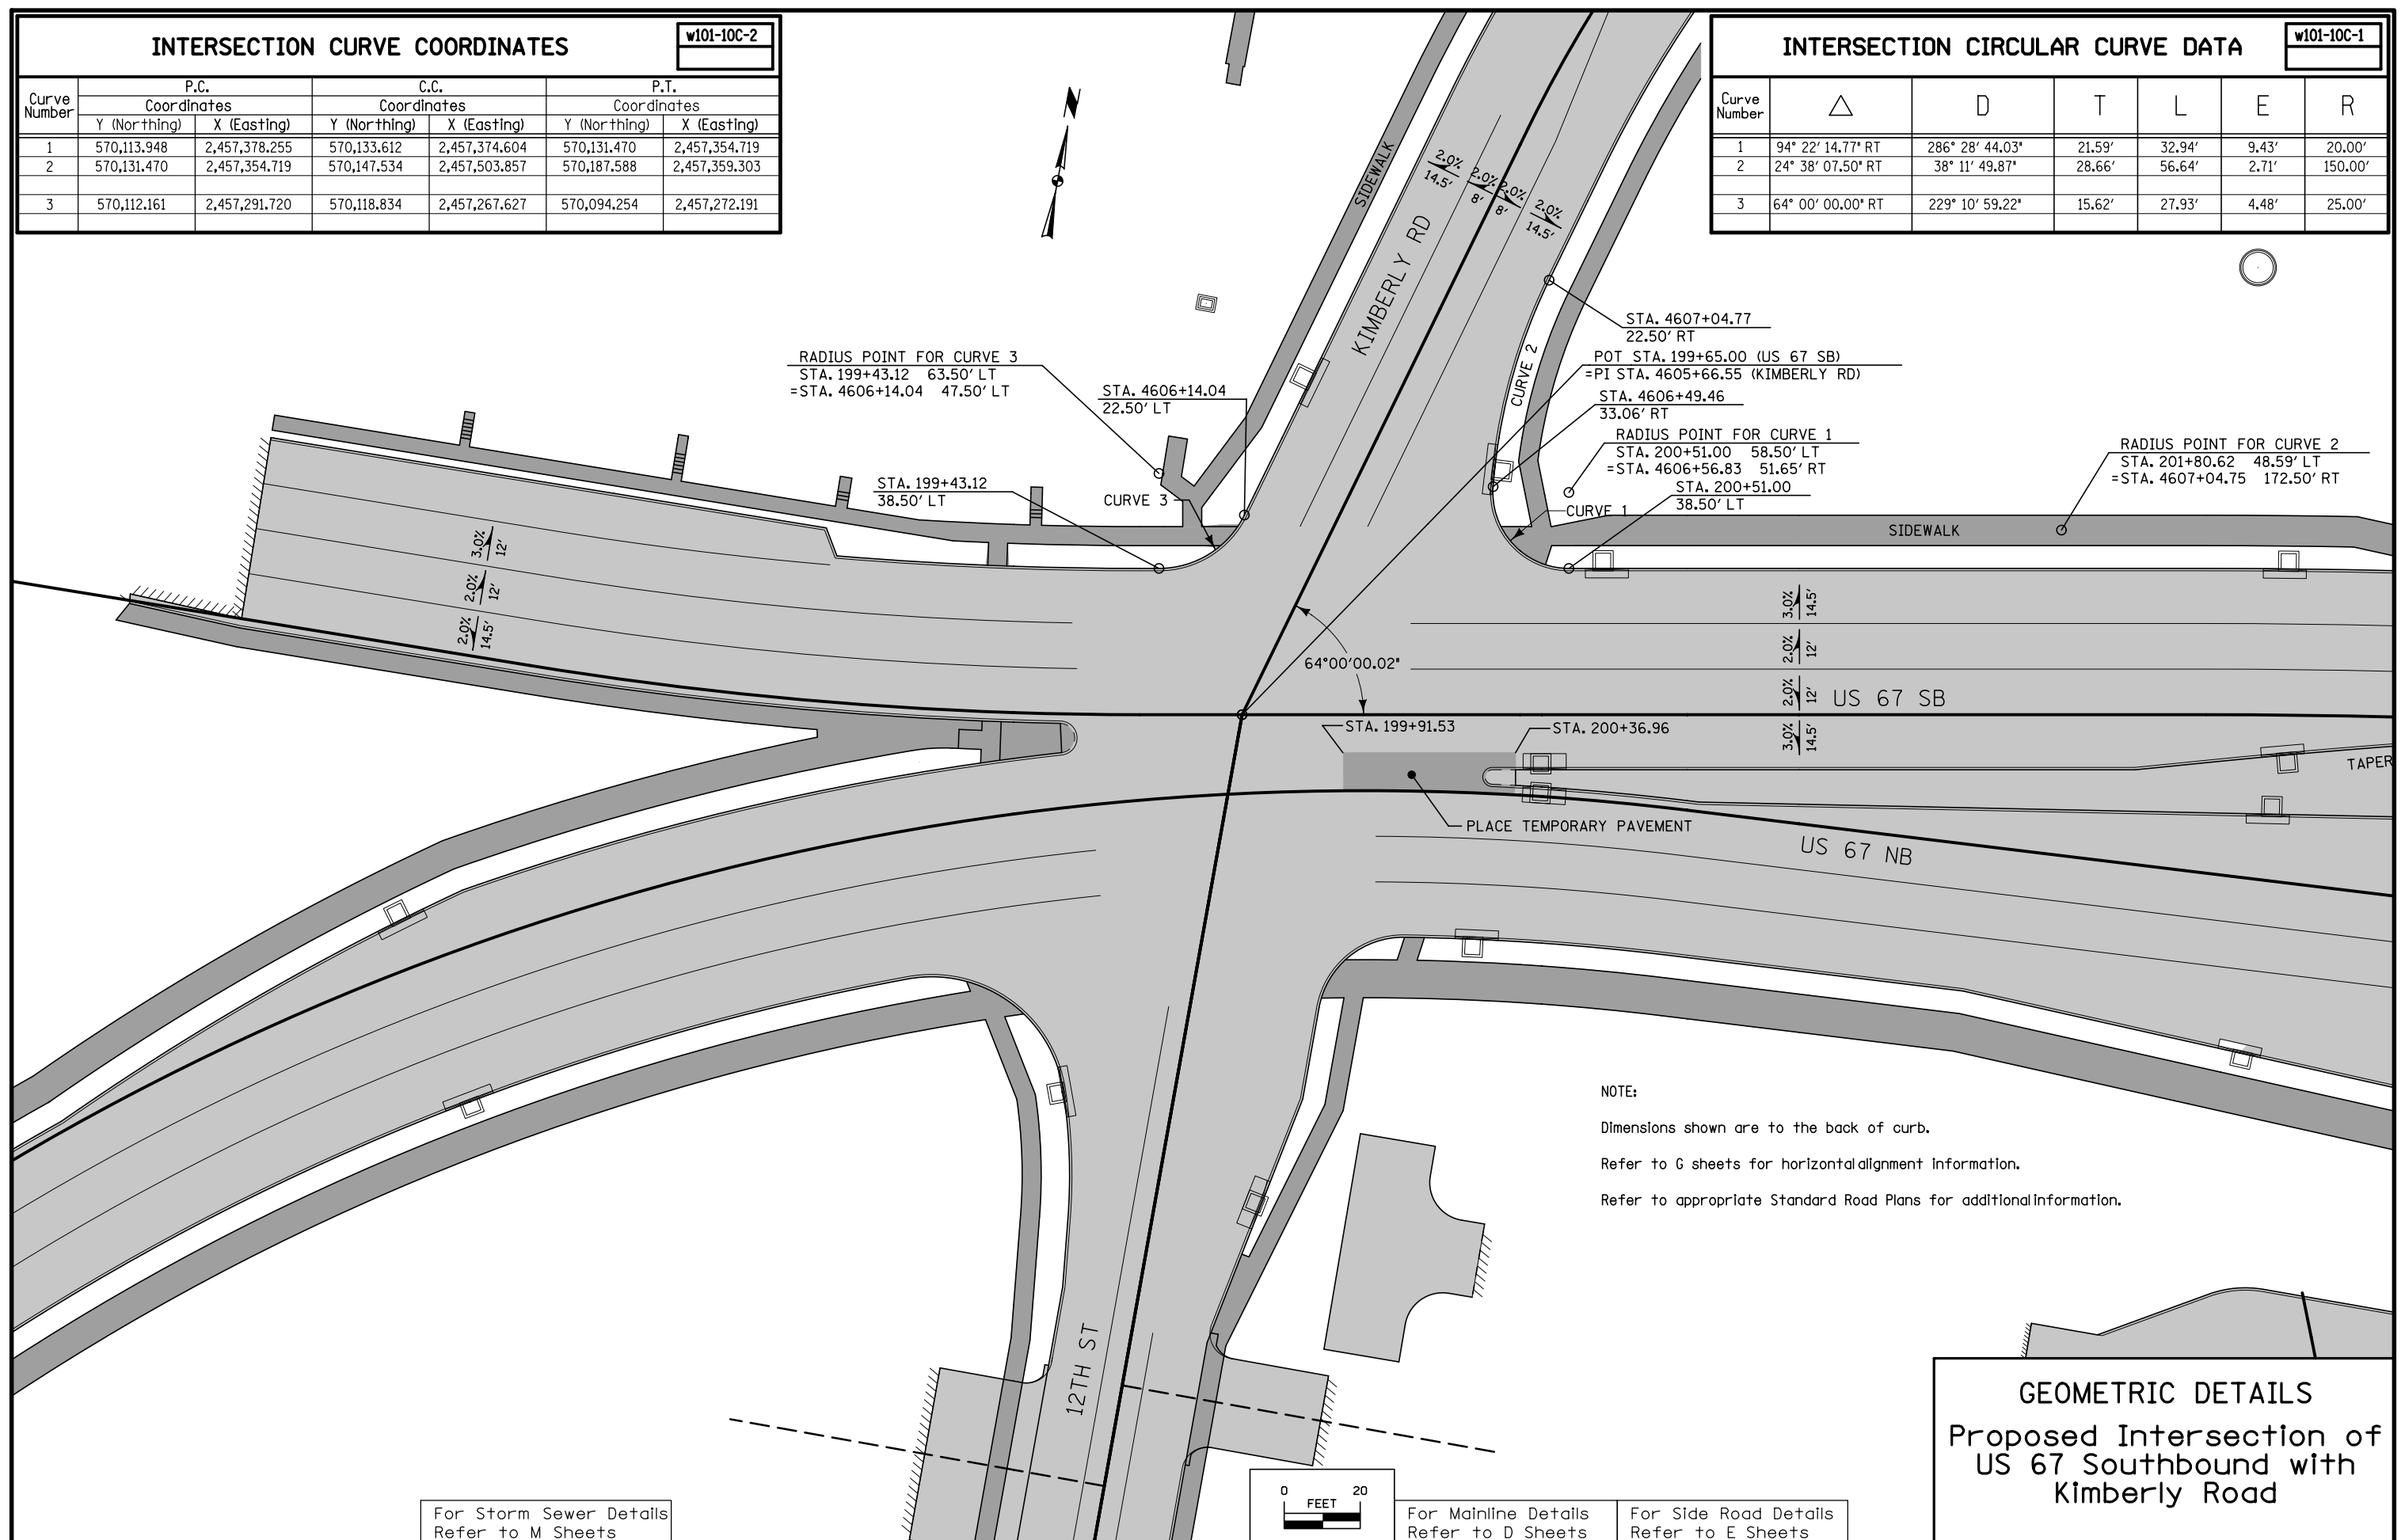 INTERSECTION CURVE COORDINATES
w101-10C-2
Curve Number
P.C. C.C. P.T.
Coordinates Coordinates Coordinates
Y (Northing) X (Easting) Y (Northing) X (Easting) Y (Northing) X (Easting)
1 570,113.948 2,457,378.255 570,133.612 2,457,374.604 570,131.470 2,457,354.719
2 570,131.470 2,457,354.719 570,147.534 2,457,503.857 570,187.588 2,457,359.303
3 570,112.161 2,457,291.720 570,118.834 2,457,267.627 570,094.254 2,457,272.191
INTERSECTION CIRCULAR CURVE DATA
w101-10C-1
Curve Number △ D T L E R
1 94° 22' 14.77" RT 286° 28' 44.03" 21.59' 32.94' 9.43' 20.00'
2 24° 38' 07.50" RT 38° 11' 49.87" 28.66' 56.64' 2.71' 150.00'
3 64° 00' 00.00" RT 229° 10' 59.22" 15.62' 27.93' 4.48' 25.00'
N
SIDEWALK
KIMBERLY RD
2.0% 14.5'
2.0% 8'
2.0% 8'
2.0% 14.5'
STA. 4607+04.77
22.50' RT
POT STA. 199+65.00 (US 67 SB)
=PI STA. 4605+66.55 (KIMBERLY RD)
CURVE 2
STA. 4606+49.46
33.06' RT
RADIUS POINT FOR CURVE 1
STA. 200+51.00 58.50' LT
=STA. 4606+56.83 51.65' RT
STA. 200+51.00
38.50' LT
CURVE 1
RADIUS POINT FOR CURVE 2
STA. 201+80.62 48.59' LT
=STA. 4607+04.75 172.50' RT
SIDEWALK
RADIUS POINT FOR CURVE 3
STA. 199+43.12 63.50' LT
=STA. 4606+14.04 47.50' LT
STA. 4606+14.04
22.50' LT
STA. 199+43.12
38.50' LT
CURVE 3
3.0% 12'
2.0% 12'
2.0% 14.5'
64°00'00.02"
3.0% 14.5'
2.0% 12'
2.0% 12'
3.0% 14.5'
US 67 SB
STA. 199+91.53
STA. 200+36.96
TAPER
PLACE TEMPORARY PAVEMENT
US 67 NB
NOTE:
Dimensions shown are to the back of curb.
Refer to G sheets for horizontal alignment information.
Refer to appropriate Standard Road Plans for additional information.
12TH ST
GEOMETRIC DETAILS
Proposed Intersection of
US 67 Southbound with
Kimberly Road
For Storm Sewer Details
Refer to M Sheets
0 20
FEET
For Mainline Details
Refer to D Sheets
For Side Road Details
Refer to E Sheets